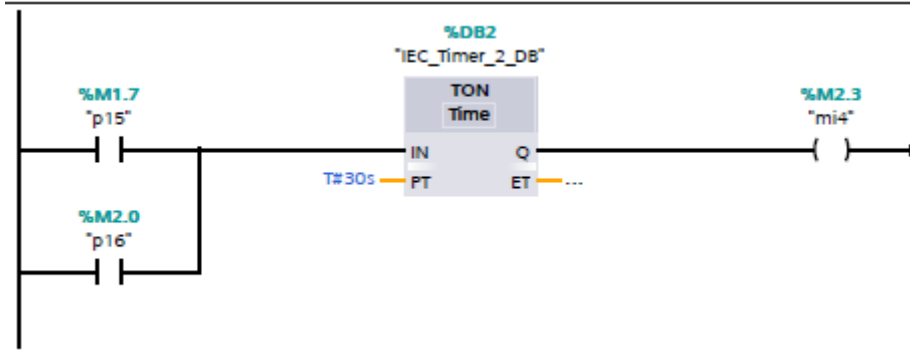 %DB2
"IEC_Timer_2_DB"
TON
Time
%M1.7
"p15"
%M2.3
"mi4"
IN
Q
T#30s
PT
ET
...
%M2.0
"p16"